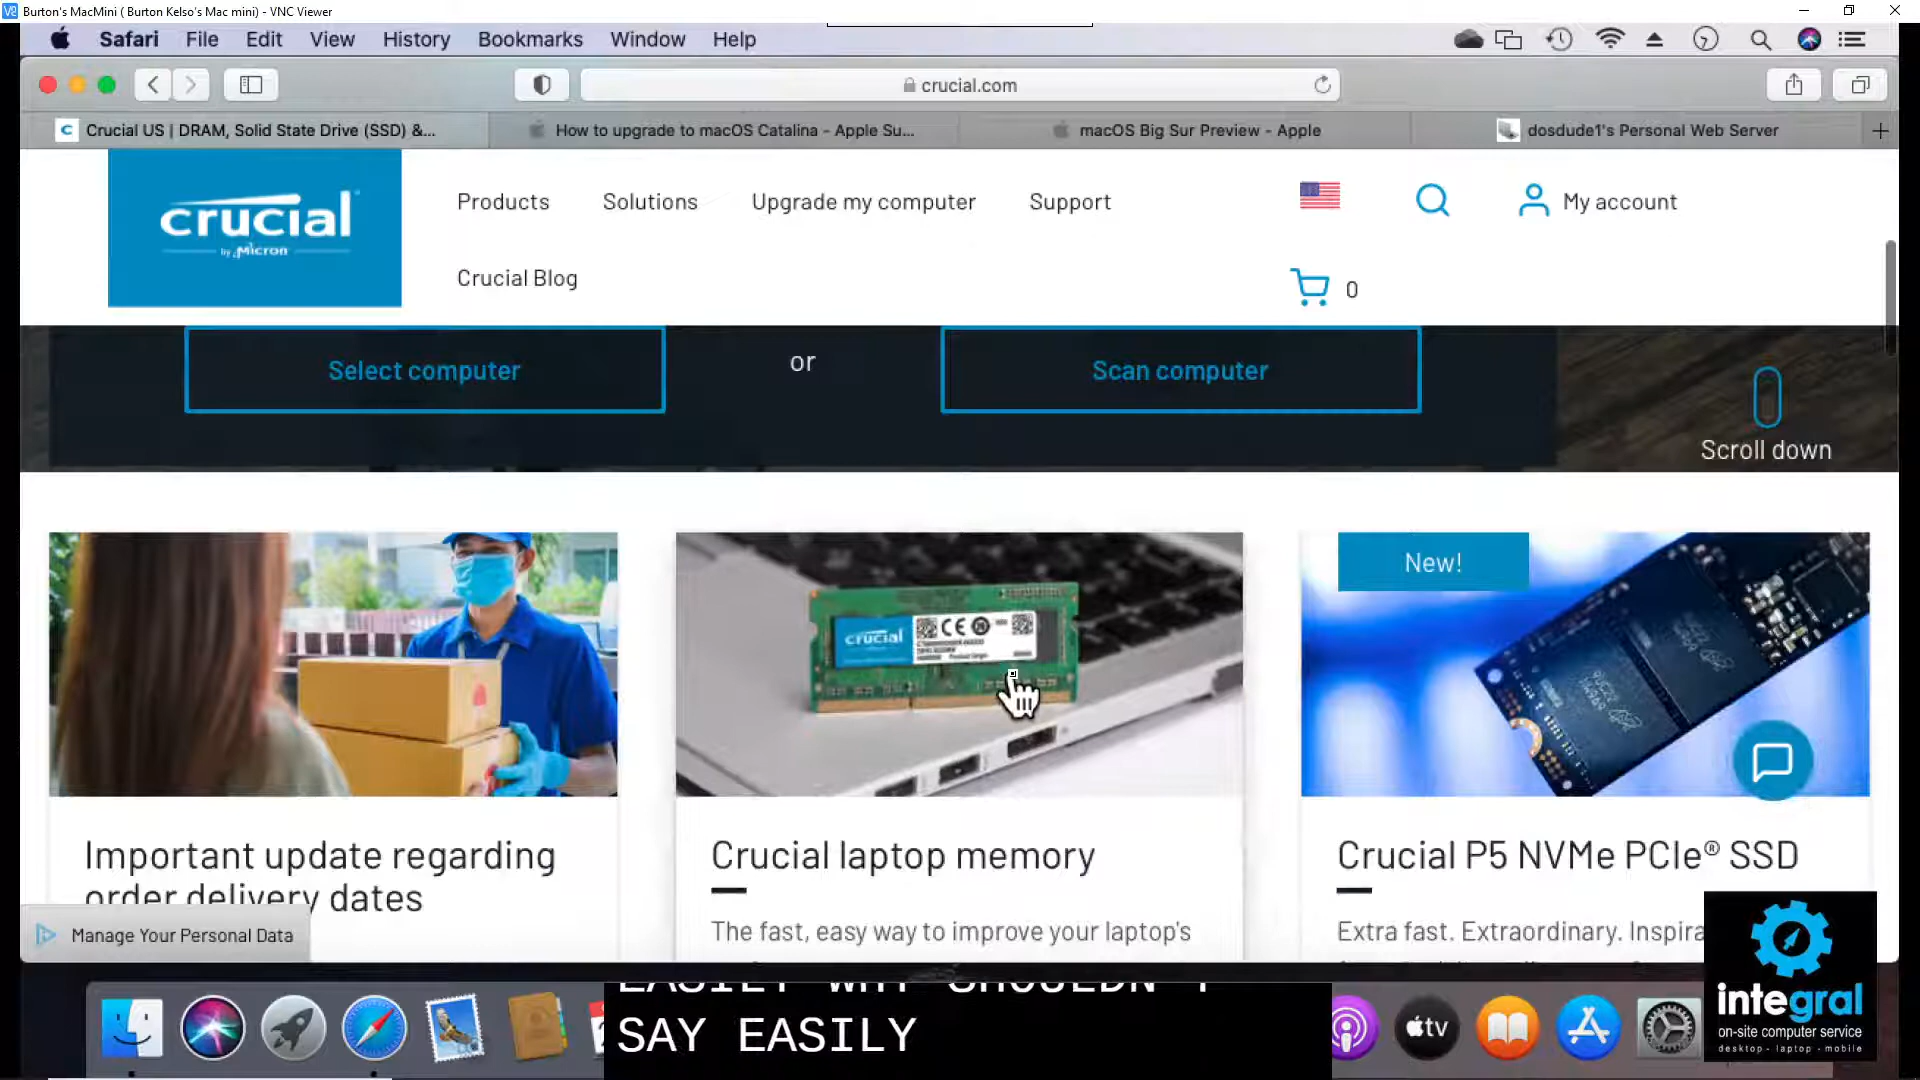 Burton's MacMini ( Burton Kelso's Mac mini) - VNC Viewer
Safari File Edit View History Bookmarks Window Help
crucial.com
Crucial US | DRAM, Solid State Drive (SSD) &...
How to upgrade to macOS Catalina - Apple Su...
macOS Big Sur Preview - Apple
dosdude1's Personal Web Server
crucial
by Micron
Products Solutions Upgrade my computer Support
My account
Crucial Blog
0
Select computer
or
Scan computer
Scroll down
crucial
New!
Important update regarding
order delivery dates
Crucial laptop memory
The fast, easy way to improve your laptop's
Crucial P5 NVMe PCIe® SSD
Extra fast. Extraordinary.
Manage Your Personal Data
EASILY WHY SHOULDN'T
SAY EASILY
tv
integral
on-site computer service
desktop - laptop - mobile